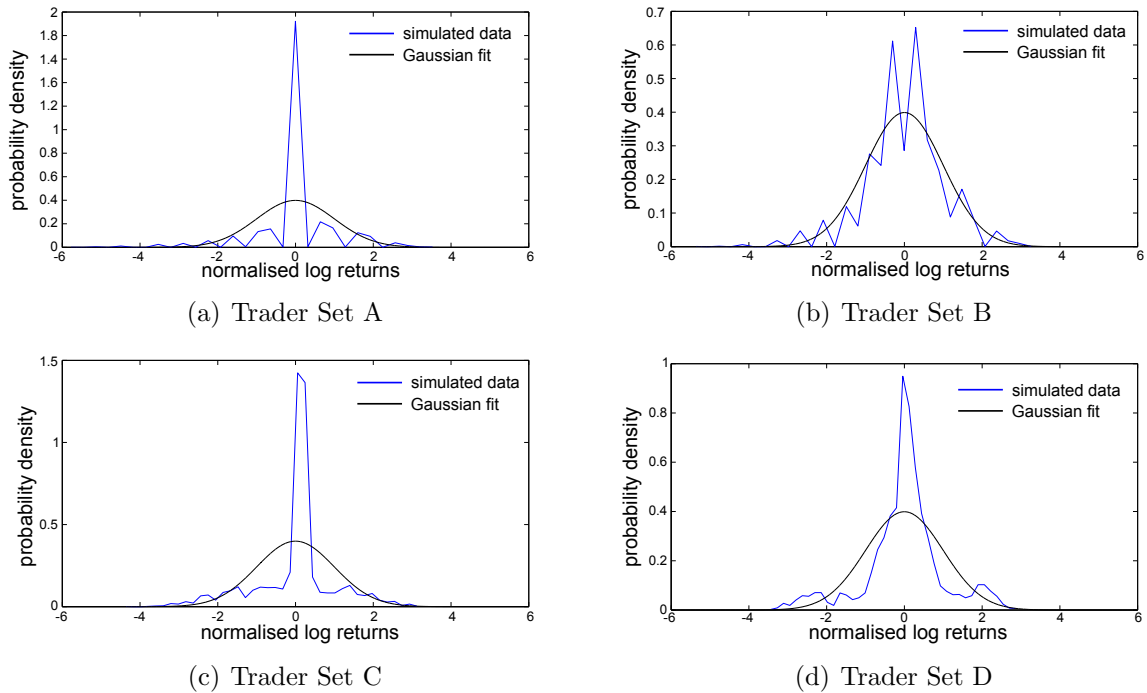 2
1.8
1.6
1.4
1.2
1
0.8
0.6
0.4
0.2
0
probability density
simulated data
Gaussian fit
-6 -4 -2 0 2 4 6
normalised log returns
(a) Trader Set A
0.7
0.6
0.5
0.4
0.3
0.2
0.1
0
probability density
simulated data
Gaussian fit
-6 -4 -2 0 2 4 6
normalised log returns
(b) Trader Set B
1.5
1
0.5
0
probability density
simulated data
Gaussian fit
-6 -4 -2 0 2 4 6
normalised log returns
(c) Trader Set C
1
0.8
0.6
0.4
0.2
0
probability density
simulated data
Gaussian fit
-6 -4 -2 0 2 4 6
normalised log returns
(d) Trader Set D